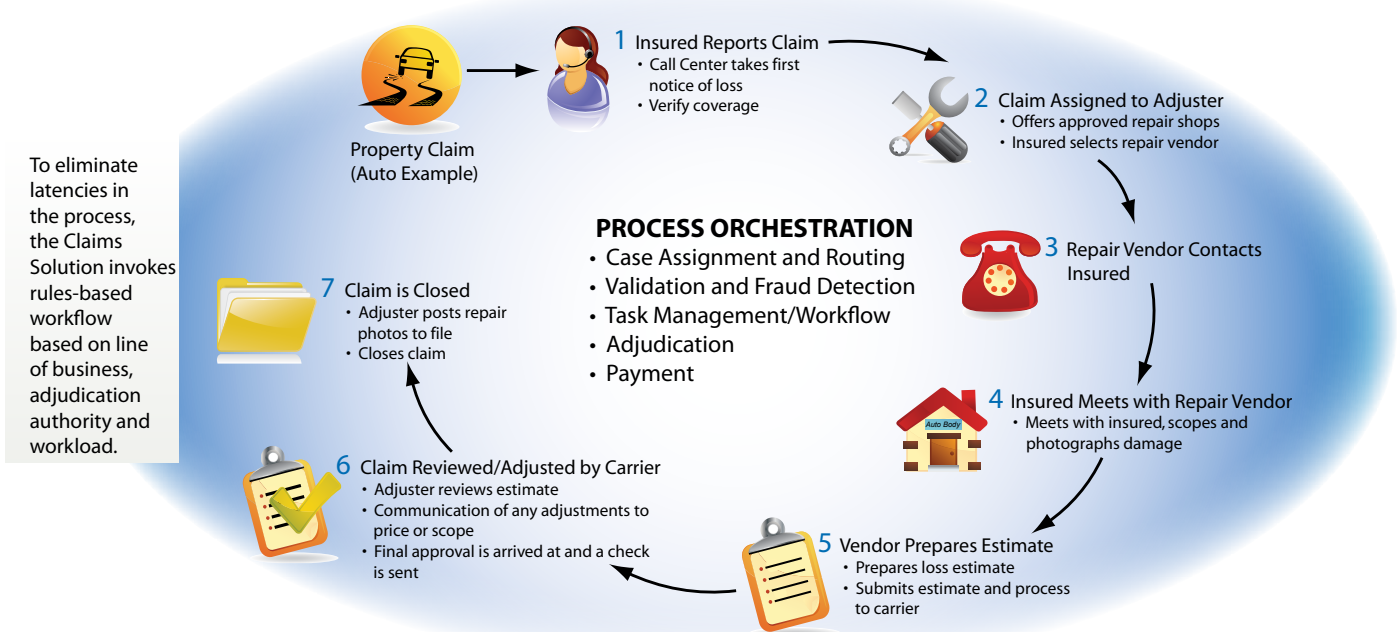 To eliminate
latencies in
the process,
the Claims
Solution invokes
rules-based
workflow
based on line
of business,
adjudication
authority and
workload.
Property Claim
(Auto Example)
1 Insured Reports Claim
• Call Center takes first
notice of loss
• Verify coverage
2 Claim Assigned to Adjuster
• Offers approved repair shops
• Insured selects repair vendor
3 Repair Vendor Contacts
Insured
4 Insured Meets with Repair Vendor
• Meets with insured, scopes and
photographs damage
Auto Body
5 Vendor Prepares Estimate
• Prepares loss estimate
• Submits estimate and process
to carrier
6 Claim Reviewed/Adjusted by Carrier
• Adjuster reviews estimate
• Communication of any adjustments to
price or scope
• Final approval is arrived at and a check
is sent
7 Claim is Closed
• Adjuster posts repair
photos to file
• Closes claim
PROCESS ORCHESTRATION
• Case Assignment and Routing
• Validation and Fraud Detection
• Task Management/Workflow
• Adjudication
• Payment